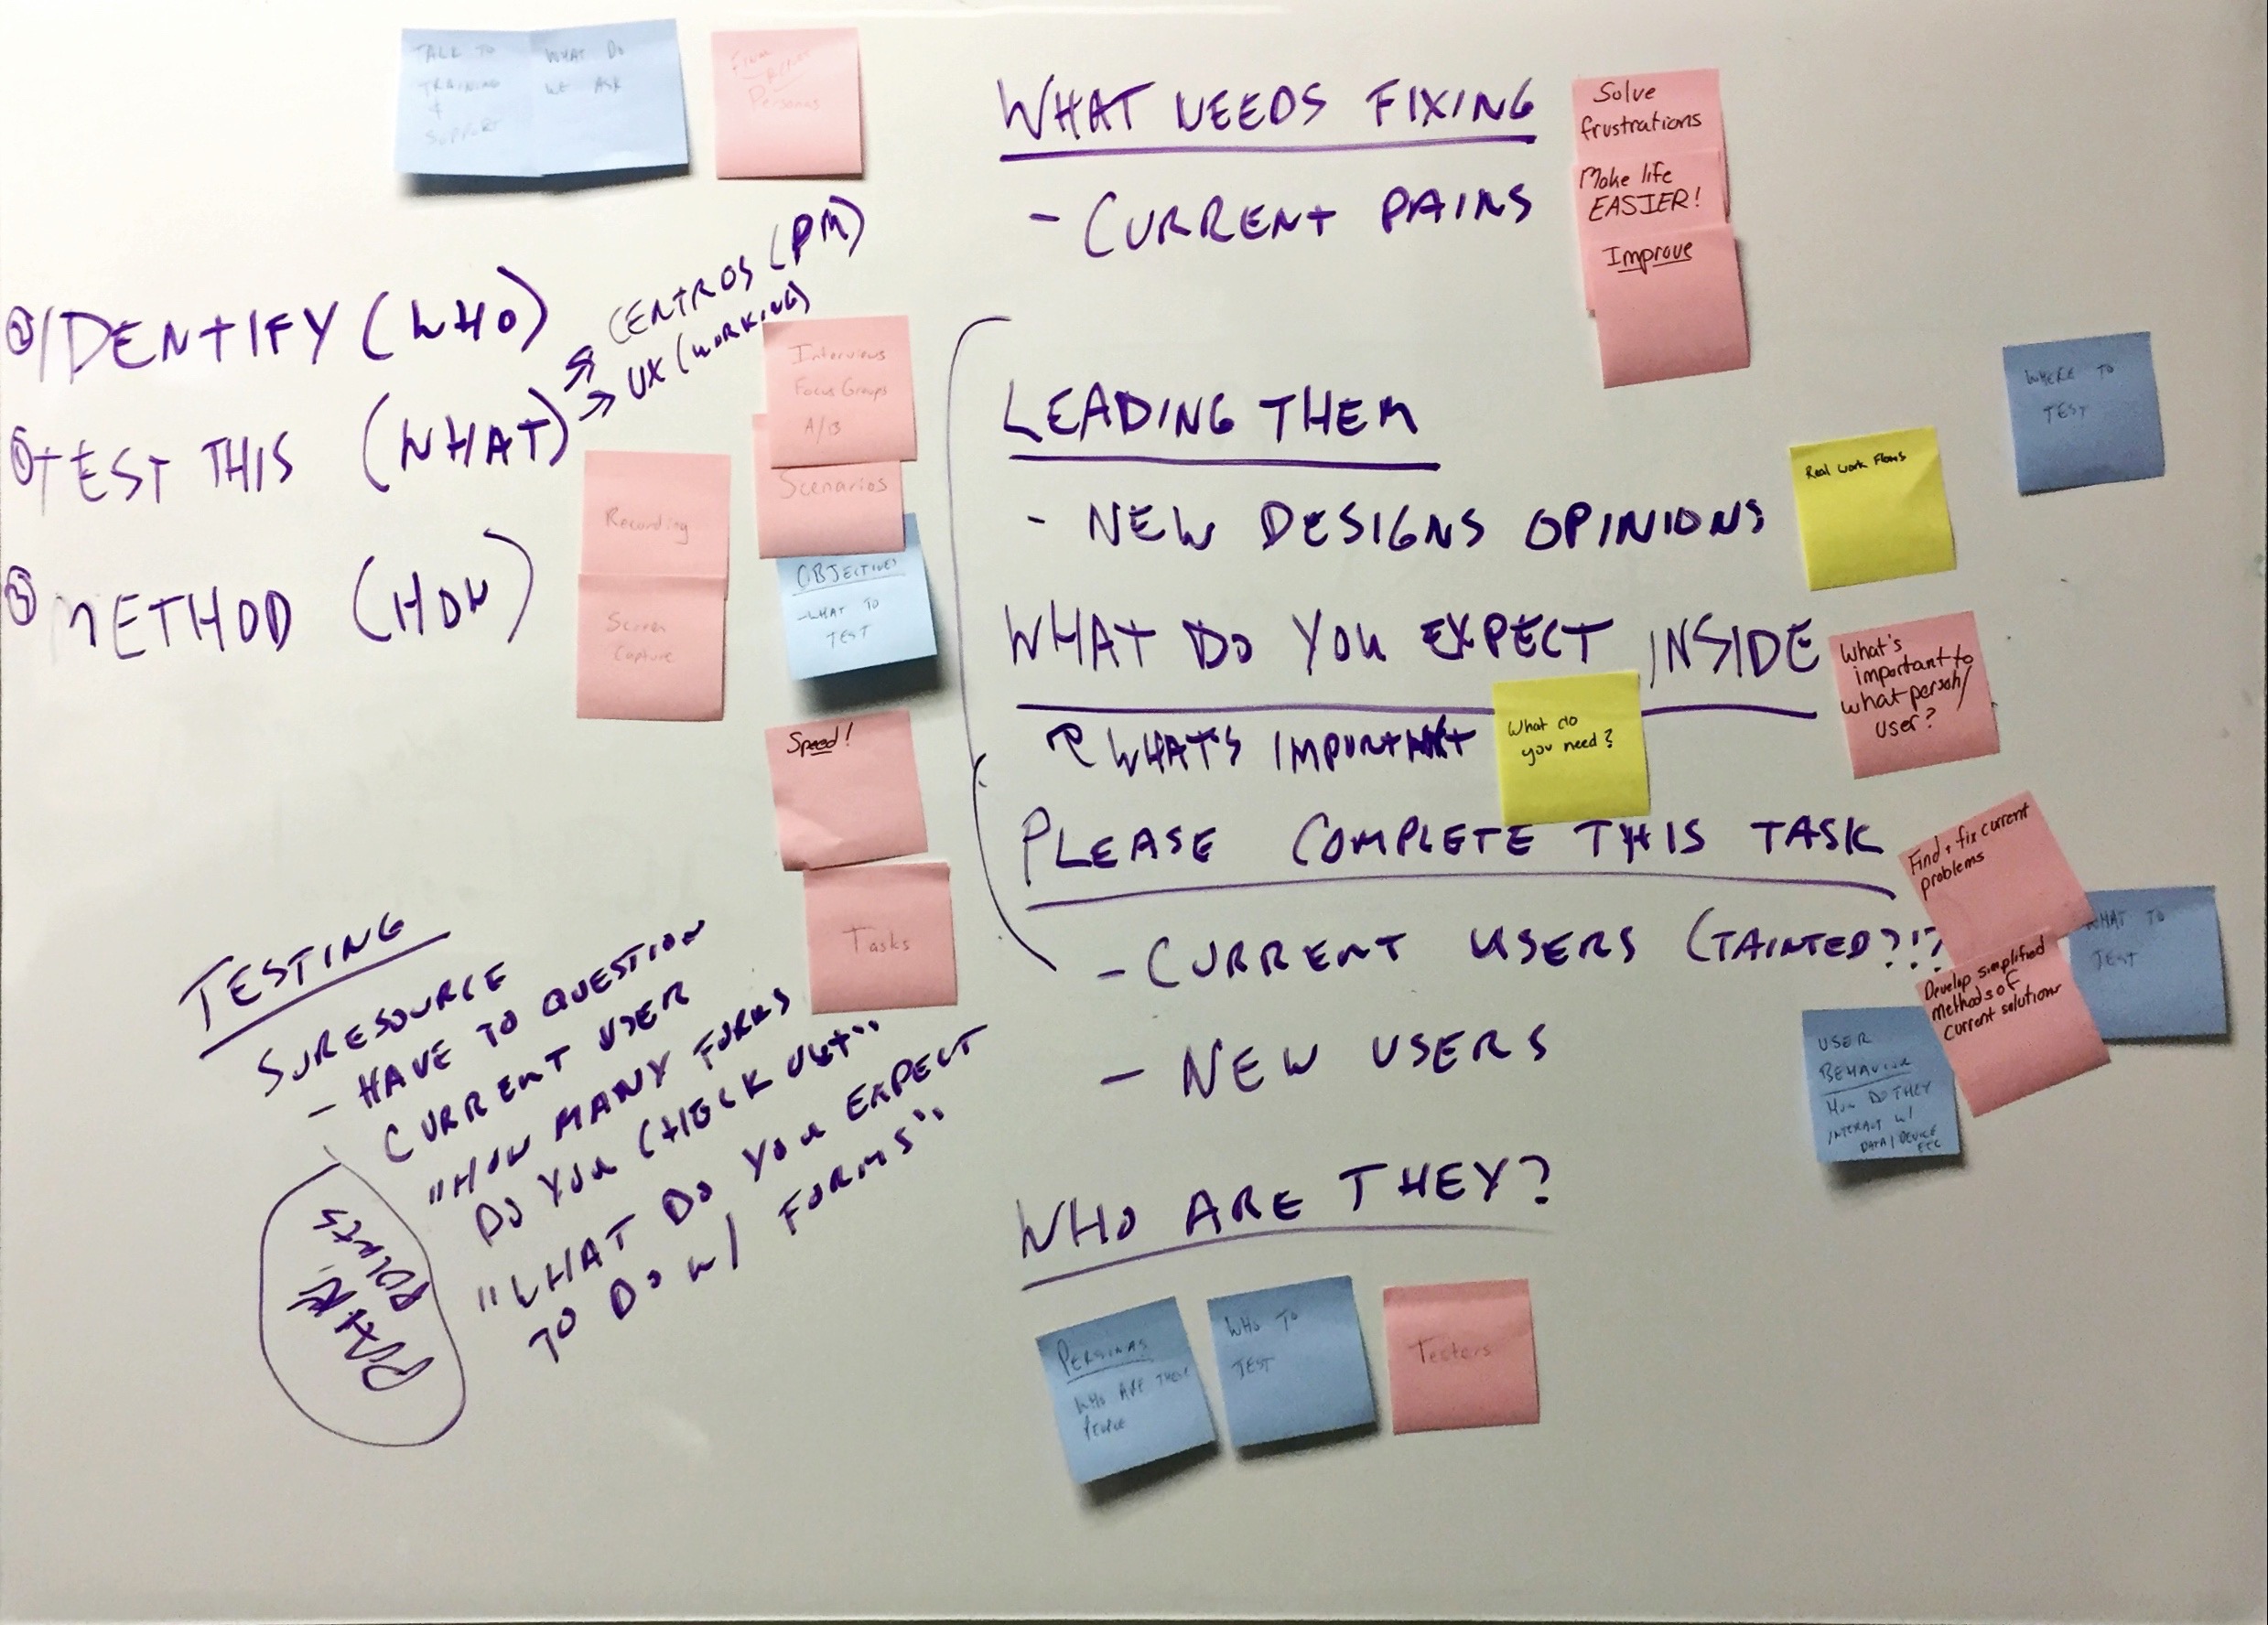 TALK TO
TRAINING
&
SUPPORT
WHAT DO
WE ASK
Personas
② IDENTIFY (WHO)
① TEST THIS (WHAT)
→ CENTROS (PM)
→ UX (WORKING)
③ METHOD (HOW)
Interviews
Focus Groups
A/B
Scenarios
Recording
Screen
Capture
OBJECTIVES
- WHAT TO
TEST
Speed!
Tasks
TESTING
SURESOURCE
- HAVE TO QUESTION
CURRENT USER
"HOW MANY FORMS
DO YOU CHECK OUT"
"WHAT DO YOU EXPECT
TO DO W/ FORMS"
PAIN
POINTS
WHAT NEEDS FIXING
- CURRENT PAINS
Solve
frustrations
Make life
EASIER!
Improve
LEADING THEM
- NEW DESIGNS OPINIONS
Real work flows
WHERE TO
TEST
WHAT DO YOU EXPECT INSIDE
WHAT'S IMPORTANT
What do
you need?
What's
important to
what person/
user?
PLEASE COMPLETE THIS TASK
- CURRENT USERS (TAINTED?!?
- NEW USERS
Find + fix current
problems
Develop simplified
methods of
current solutions
WHAT TO
TEST
USER
BEHAVIOR
HOW DO THEY
INTERACT W/
DATA/DEVICE
ETC
WHO ARE THEY?
PERSONAS
WHO ARE THESE
PEOPLE
WHO TO
TEST
Testers